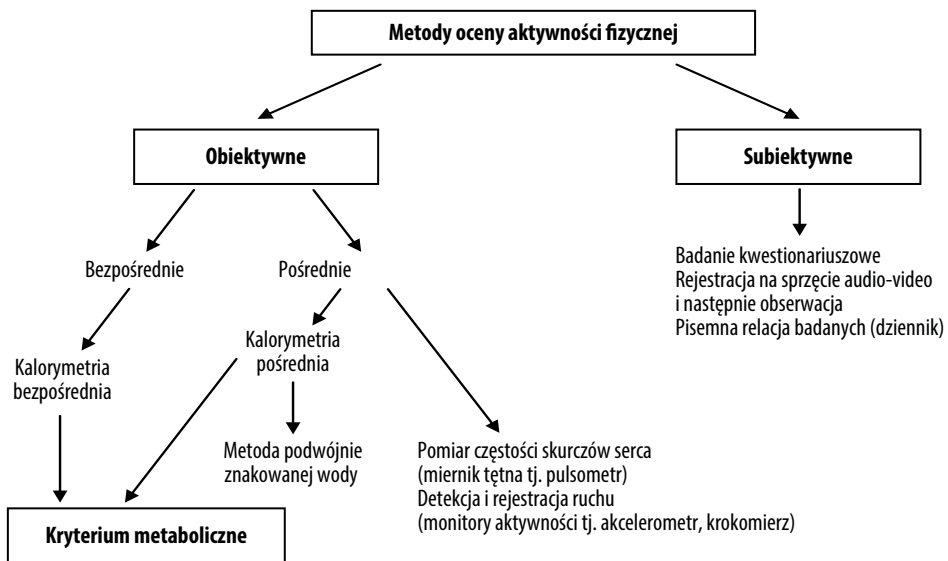 Metody oceny aktywności fizycznej
Obiektywne
Subiektywne
Bezpośrednie
Pośrednie
Badanie kwestionariuszowe
Rejestracja na sprzęcie audio-video
i następnie obserwacja
Pisemna relacja badanych (dziennik)
Kalorymetria
bezpośrednia
Kalorymetria
pośrednia
Metoda podwójnie
znakowanej wody
Pomiar częstości skurczów serca
(miernik tętna tj. pulsometr)
Detekcja i rejestracja ruchu
(monitory aktywności tj. akcelerometr, krokomierz)
Kryterium metaboliczne